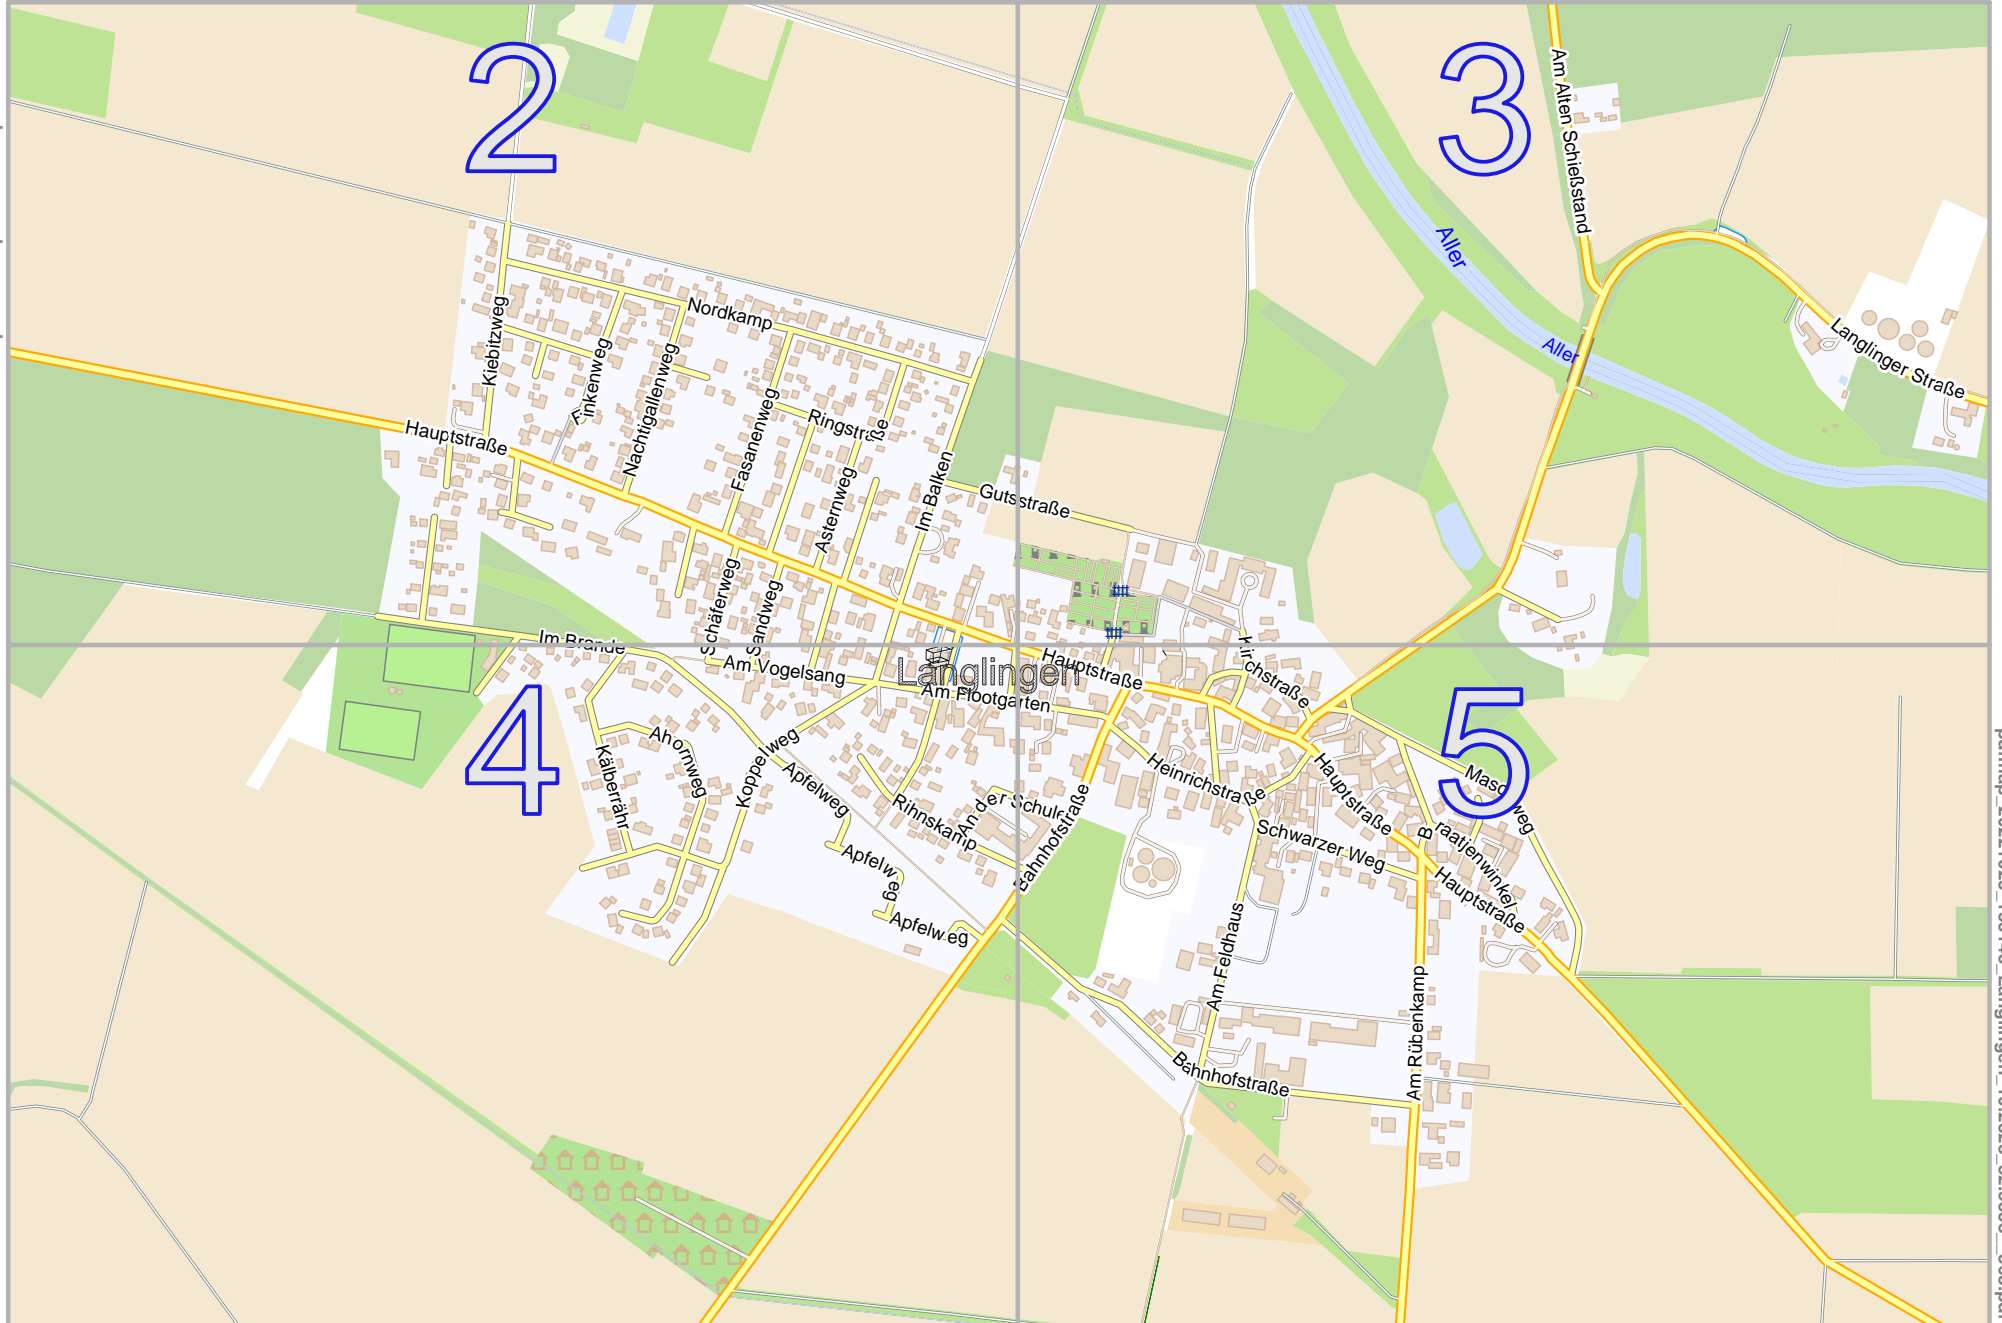 2
3
4
5
Am Alten Schießstand
Aller
Aller
Langlinger Straße
Nordkamp
Kiebitzweg
Finkenweg
Nachtigallenweg
Fasanenweg
Ringstraße
Asternweg
Im Balken
Gutsstraße
Hauptstraße
Schäferweg
Sandweg
Im Brande
Am Vogelsang
Langlingen
Hauptstraße
Am Flootgarten
Kirchstraße
Ahornweg
Kälberrähr
Koppelweg
Apfelweg
Rihnskamp
An der Schule
Bahnhofstraße
Heinrichstraße
Hauptstraße
Schwarzer Weg
Braatjenwinkel
Hauptstraße
Apfelweg
Apfelweg
Am Feldhaus
Am Rübenkamp
Bahnhofstraße